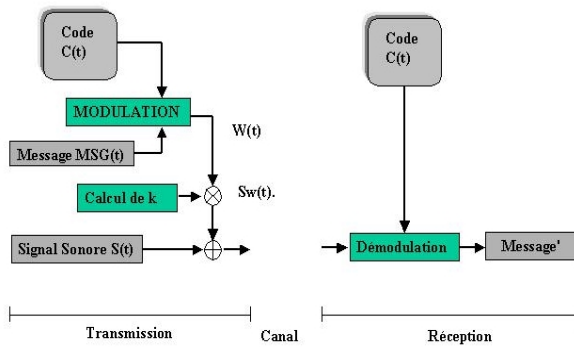 Code
C(t)
Code
C(t)
MODULATION
W(t)
Message MSG(t)
Calcul de k
Sw(t).
Signal Sonore S(t)
Démodulation
Message'
Transmission
Canal
Réception